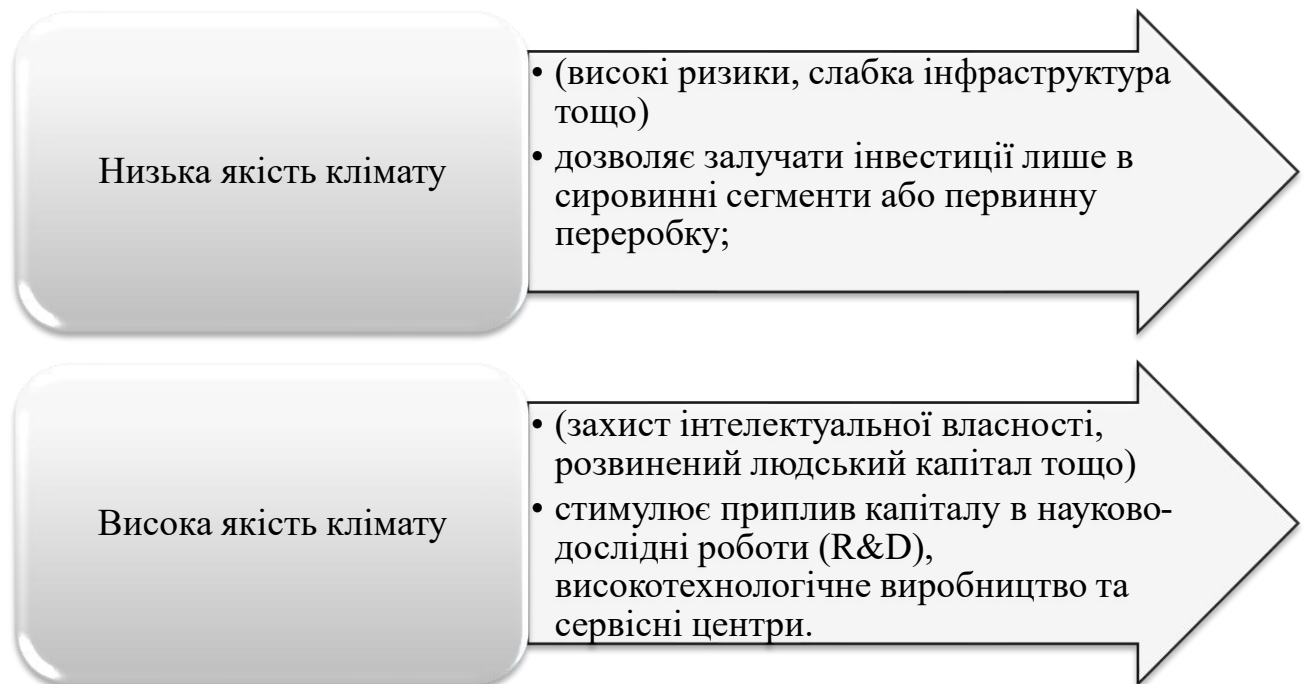 Низька якість клімату
• (високі ризики, слабка інфраструктура
тощо)
• дозволяє залучати інвестиції лише в
сировинні сегменти або первинну
переробку;
Висока якість клімату
• (захист інтелектуальної власності,
розвинений людський капітал тощо)
• стимулює приплив капіталу в науково-
дослідні роботи (R&D),
високотехнологічне виробництво та
сервісні центри.